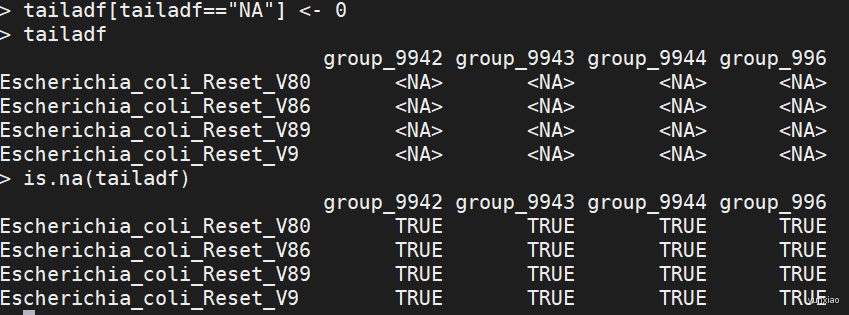 > tailadf[tailadf=="NA"] <- 0
> tailadf
group_9942 group_9943 group_9944 group_996
Escherichia_coli_Reset_V80 <NA> <NA> <NA> <NA>
Escherichia_coli_Reset_V86 <NA> <NA> <NA> <NA>
Escherichia_coli_Reset_V89 <NA> <NA> <NA> <NA>
Escherichia_coli_Reset_V9 <NA> <NA> <NA> <NA>
> is.na(tailadf)
group_9942 group_9943 group_9944 group_996
Escherichia_coli_Reset_V80 TRUE TRUE TRUE TRUE
Escherichia_coli_Reset_V86 TRUE TRUE TRUE TRUE
Escherichia_coli_Reset_V89 TRUE TRUE TRUE TRUE
Escherichia_coli_Reset_V9 TRUE TRUE TRUE TRUE